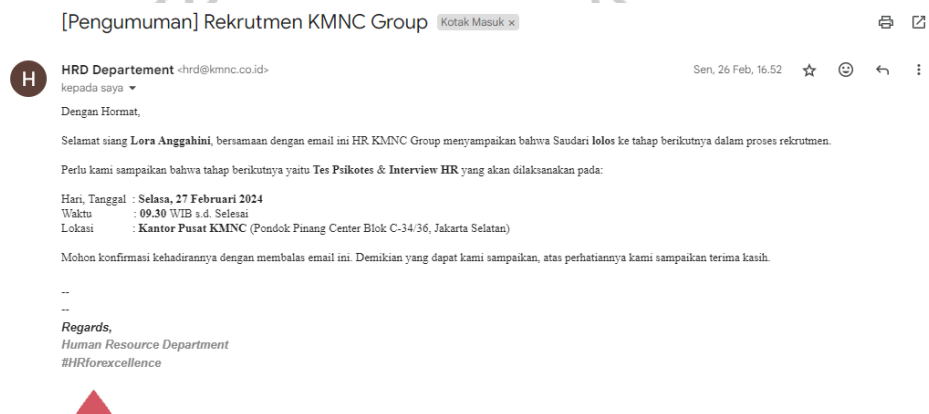 [Pengumuman] Rekrutmen KMNC Group Kotak Masuk ×
H
HRD Departement <hrd@kmnc.co.id> Sen, 26 Feb, 16.52
kepada saya
Dengan Hormat,
Selamat siang Lora Anggahini, bersamaan dengan email ini HR KMNC Group menyampaikan bahwa Saudari lolos ke tahap berikutnya dalam proses rekrutmen.
Perlu kami sampaikan bahwa tahap berikutnya yaitu Tes Psikotes & Interview HR yang akan dilaksanakan pada:
Hari, Tanggal : Selasa, 27 Februari 2024
Waktu : 09.30 WIB s.d. Selesai
Lokasi : Kantor Pusat KMNC (Pondok Pinang Center Blok C-34/36, Jakarta Selatan)
Mohon konfirmasi kehadirannya dengan membalas email ini. Demikian yang dapat kami sampaikan, atas perhatiannya kami sampaikan terima kasih.
--
--
Regards,
Human Resource Department
#HRforexcellence